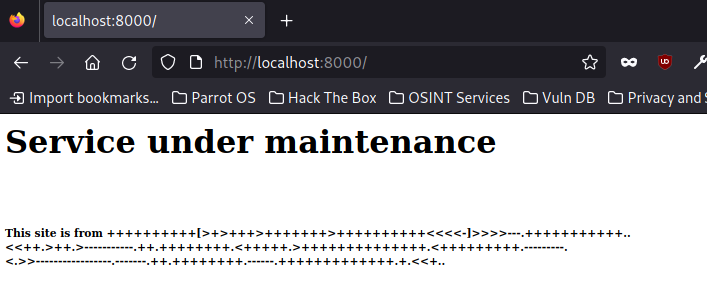 localhost:8000/
http://localhost:8000/
Import bookmarks... Parrot OS Hack The Box OSINT Services Vuln DB Privacy and S
Service under maintenance
This site is from ++++++++++[>+>+++>+++++++>++++++++++<<<<-]>>>>---.+++++++++++..
<<++.>++.>-----------.++.++++++++.<+++++.>++++++++++++++.<+++++++++.---------.
<.>>-----------------.-------.++.++++++++.------.+++++++++++++.+.<<+..